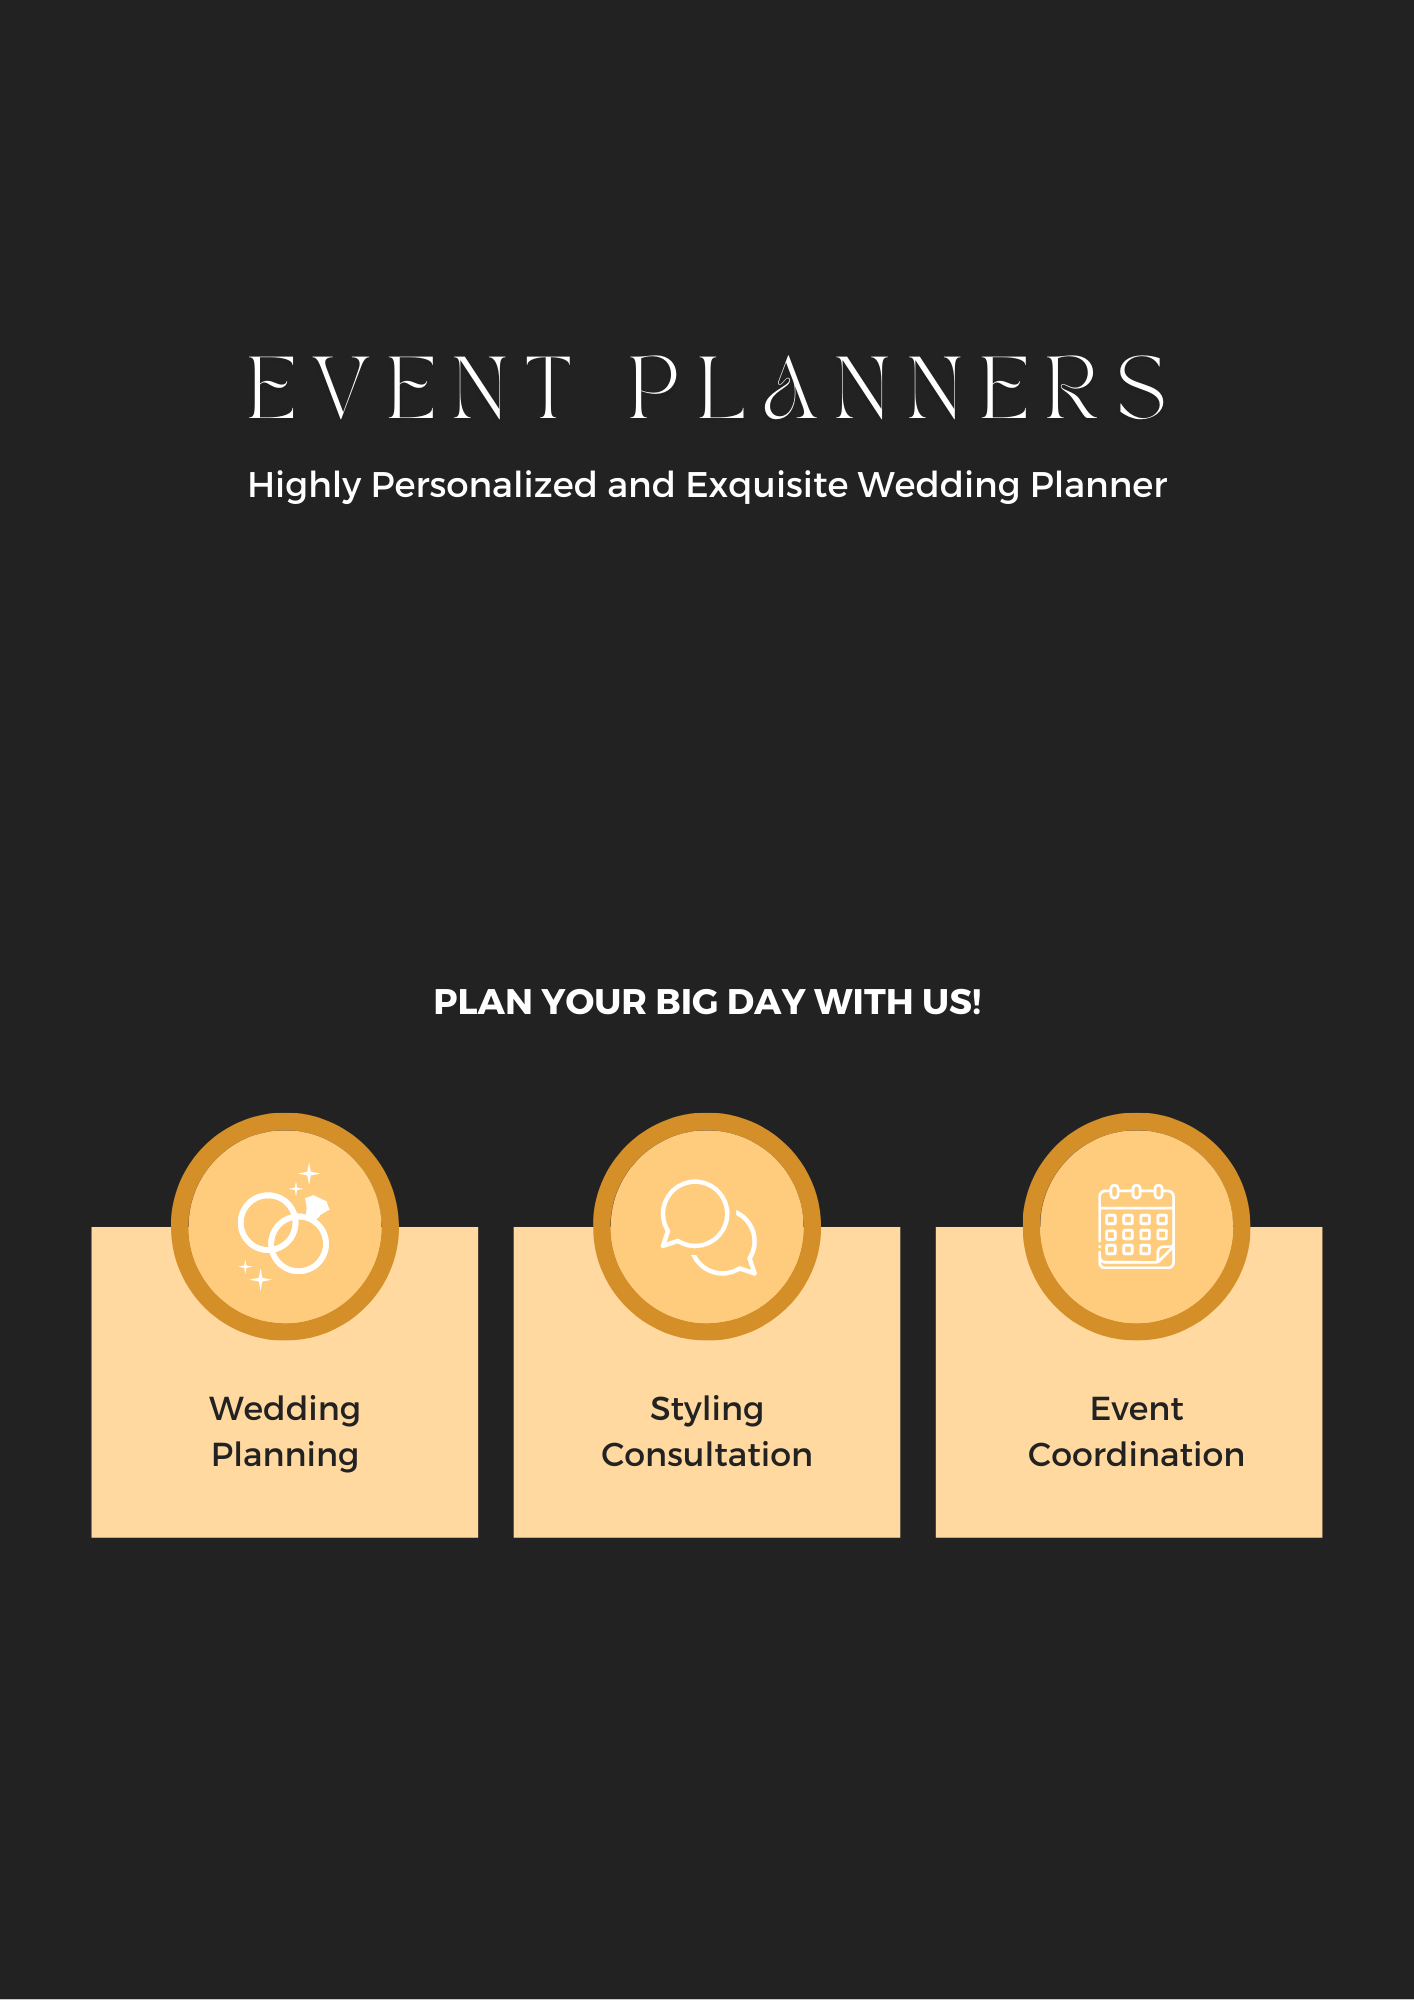 EVENT PLANNERS
Highly Personalized and Exquisite Wedding Planner
PLAN YOUR BIG DAY WITH US!
Wedding
Planning
Styling
Consultation
Event
Coordination